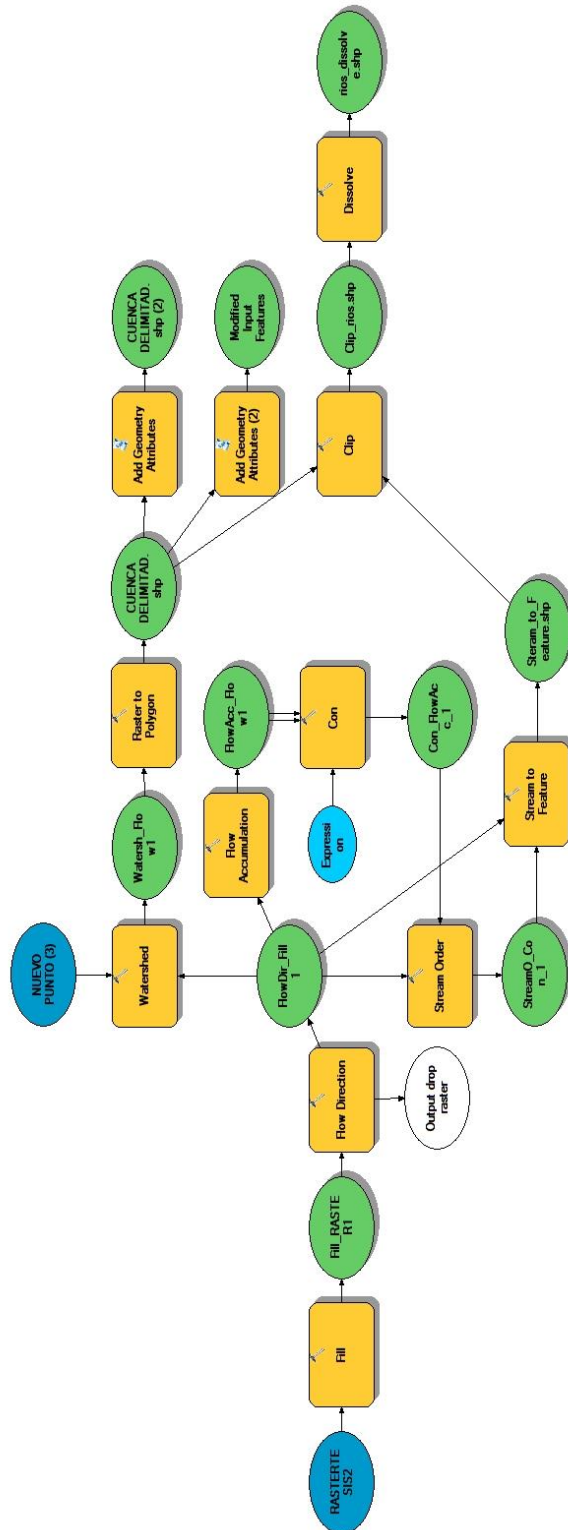 RASTERTE
SIS2
Fill
Fill_RASTE
R1
Flow Direction
Output drop
raster
FlowDir_Fill
1
NUEVO
PUNTO (3)
Watershed
Watersh_Flo
w1
Raster to
Polygon
CUENCA
DELIMITAD.
shp
Add Geometry
Attributes
CUENCA
DELIMITAD.
shp (2)
Add Geometry
Attributes (2)
Modified
Input
Features
Flow
Accumulation
FlowAcc_Flo
w1
Expressi
on
Con
Con_FlowAc
c_1
Stream Order
StreamO_Co
n_1
Stream to
Feature
Steram_to_F
eature.shp
Clip
Clip_rios.shp
Dissolve
rios_dissolv
e.shp